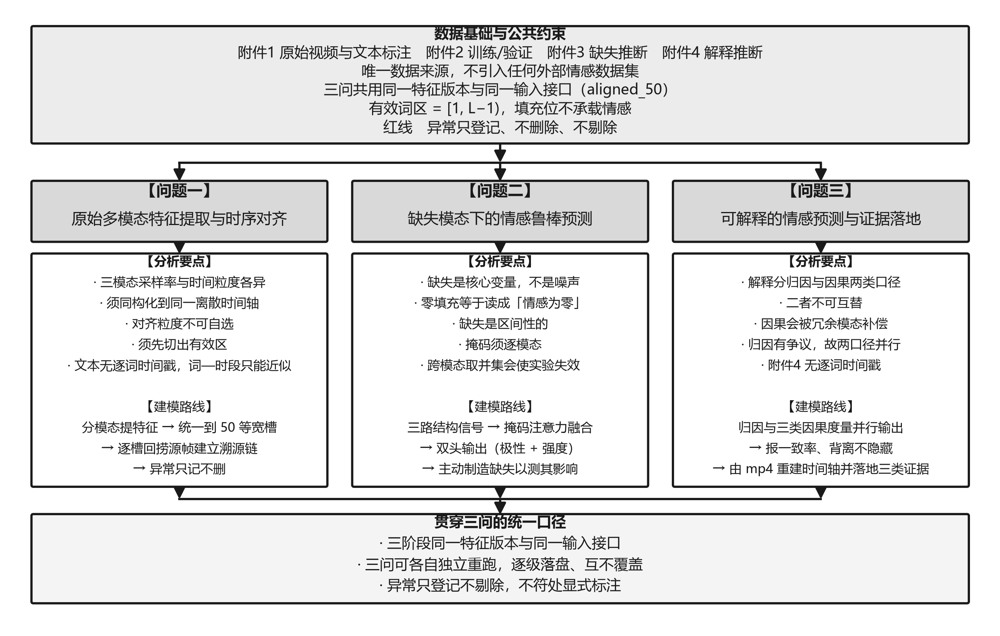 数据基础与公共约束
附件1 原始视频与文本标注　附件2 训练/验证　附件3 缺失推断　附件4 解释推断
唯一数据来源，不引入任何外部情感数据集
三问共用同一特征版本与同一输入接口（aligned_50）
有效词区 = [1, L−1)，填充位不承载情感
红线　异常只登记、不删除、不剔除
【问题一】
原始多模态特征提取与时序对齐
【问题二】
缺失模态下的情感鲁棒预测
【问题三】
可解释的情感预测与证据落地
【分析要点】
· 三模态采样率与时间粒度各异
· 须同构化到同一离散时间轴
· 对齐粒度不可自选
· 须先切出有效区
· 文本无逐词时间戳，词—时段只能近似
【建模路线】
分模态提特征 → 统一到 50 等宽槽
→ 逐槽回捞源帧建立溯源链
→ 异常只记不删
【分析要点】
· 缺失是核心变量，不是噪声
· 零填充等于读成「情感为零」
· 缺失是区间性的
· 掩码须逐模态
· 跨模态取并集会使实验失效
【建模路线】
三路结构信号 → 掩码注意力融合
→ 双头输出（极性 + 强度）
→ 主动制造缺失以测其影响
【分析要点】
· 解释分归因与因果两类口径
· 二者不可互替
· 因果会被冗余模态补偿
· 归因有争议，故两口径并行
· 附件4 无逐词时间戳
【建模路线】
归因与三类因果度量并行输出
→ 报一致率、背离不隐藏
→ 由 mp4 重建时间轴并落地三类证据
贯穿三问的统一口径
· 三阶段同一特征版本与同一输入接口
· 三问可各自独立重跑，逐级落盘、互不覆盖
· 异常只登记不剔除，不符处显式标注